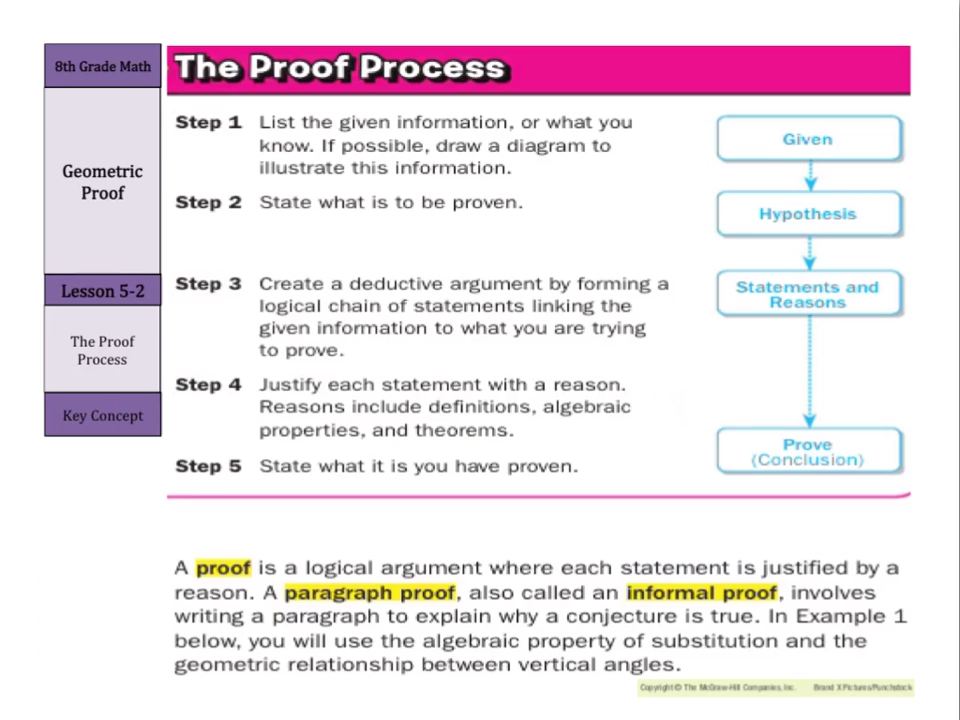 8th Grade Math
Geometric
Proof
Lesson 5-2
The Proof
Process
Key Concept
The Proof Process
Step 1 List the given information, or what you
know. If possible, draw a diagram to
illustrate this information.
Step 2 State what is to be proven.
Step 3 Create a deductive argument by forming a
logical chain of statements linking the
given information to what you are trying
to prove.
Step 4 Justify each statement with a reason.
Reasons include definitions, algebraic
properties, and theorems.
Step 5 State what it is you have proven.
Given
Hypothesis
Statements and
Reasons
Prove
(Conclusion)
A proof is a logical argument where each statement is justified by a
reason. A paragraph proof, also called an informal proof, involves
writing a paragraph to explain why a conjecture is true. In Example 1
below, you will use the algebraic property of substitution and the
geometric relationship between vertical angles.
Copyright © The McGraw-Hill Companies, Inc. Brand X Pictures/Punchstock